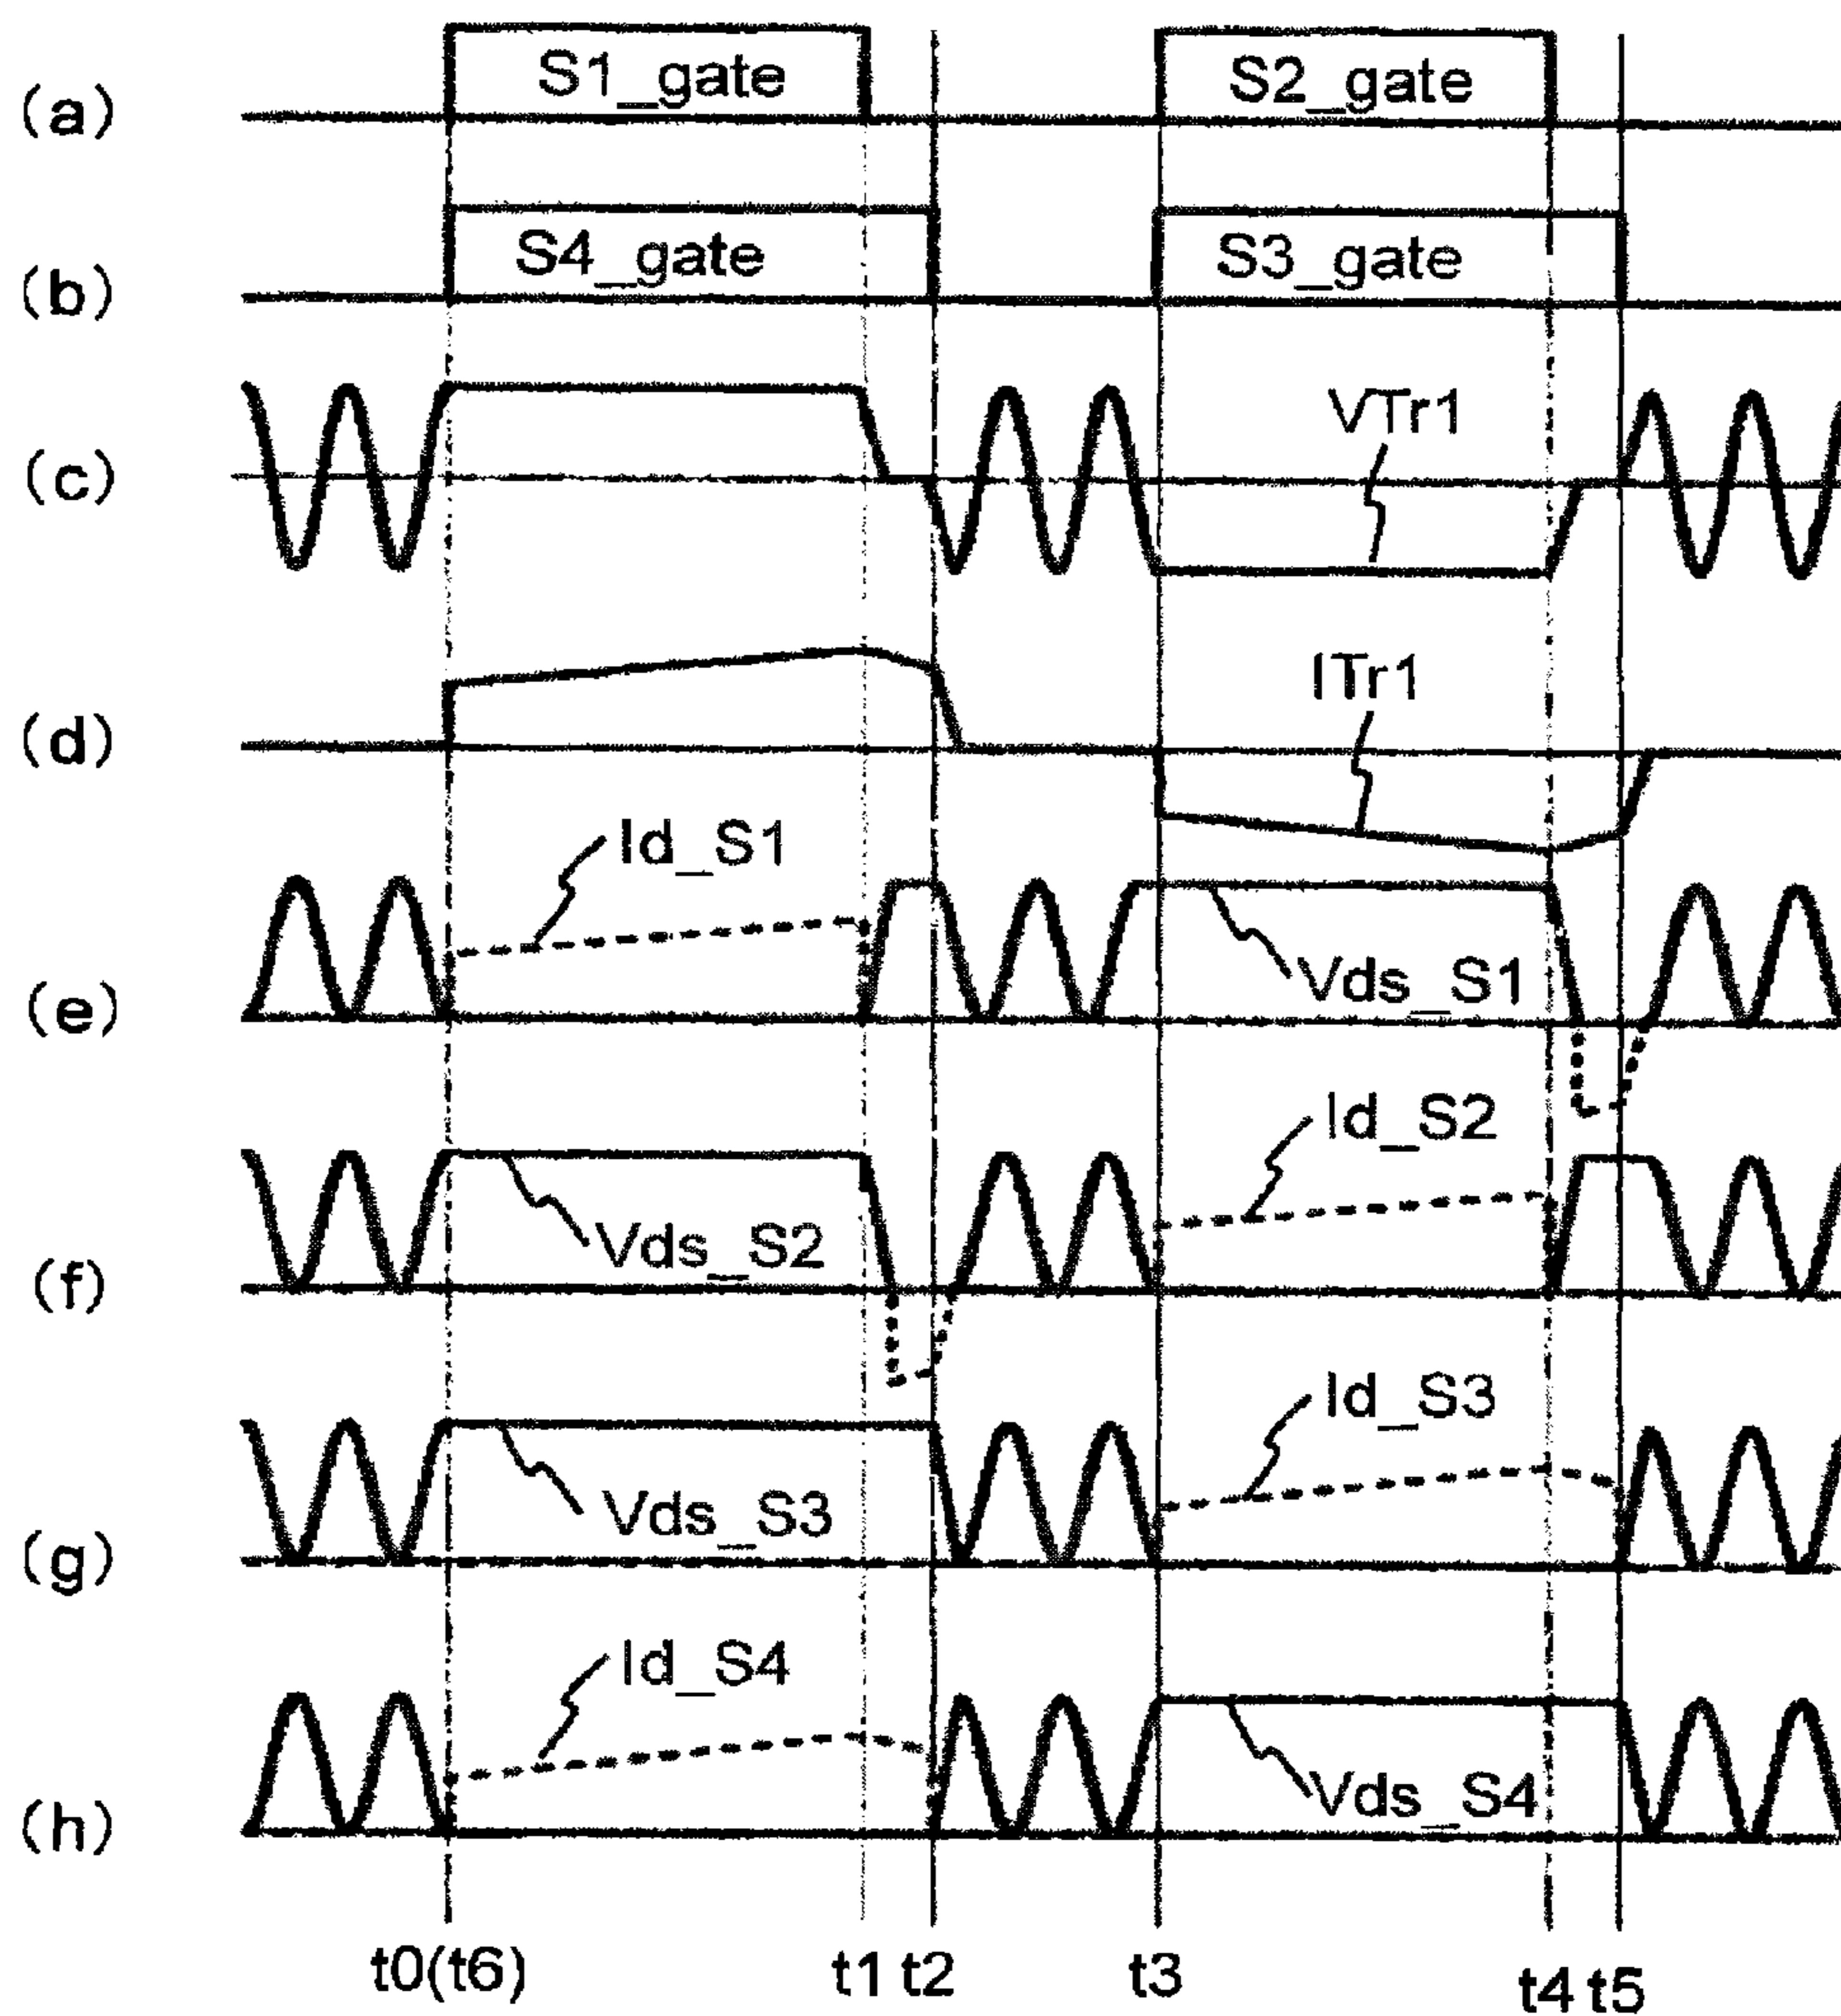 (a) S1_gate S2_gate
(b) S4_gate S3_gate
(c) VTr1
(d) ITr1
Id_S1
(e) Vds_S1
Id_S2
(f) Vds_S2
Id_S3
(g) Vds_S3
Id_S4
(h) Vds_S4
t0(t6) t1 t2 t3 t4 t5